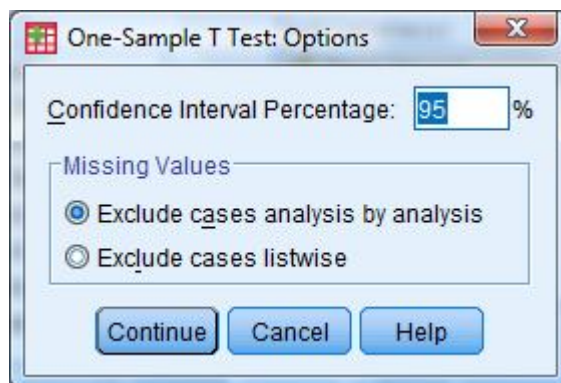 One-Sample T Test: Options
Confidence Interval Percentage: 95 %
Missing Values
Exclude cases analysis by analysis
Exclude cases listwise
Continue Cancel Help